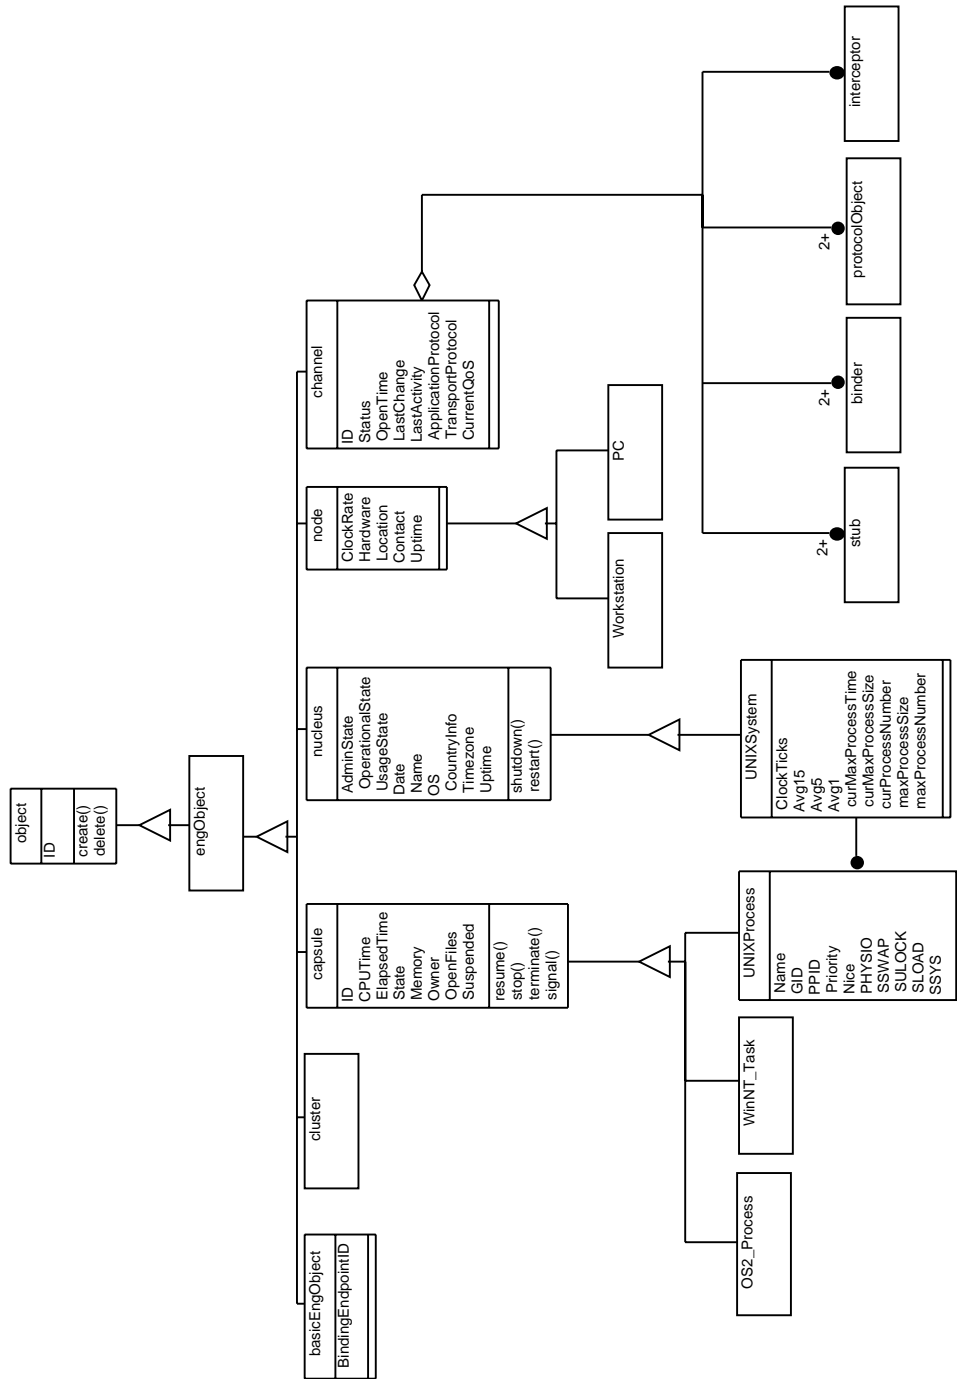 object
ID
create()
delete()
engObject
basicEngObject
BindingEndpointID
cluster
capsule
ID
CPUTime
ElapsedTime
State
Memory
Owner
OpenFiles
Suspended
resume()
stop()
terminate()
signal()
nucleus
AdminState
OperationalState
UsageState
Date
Name
OS
CountryInfo
Timezone
Uptime
shutdown()
restart()
node
ClockRate
Hardware
Location
Contact
Uptime
channel
ID
Status
OpenTime
LastChange
LastActivity
ApplicationProtocol
TransportProtocol
CurrentQoS
Workstation
PC
OS2_Process
WinNT_Task
UNIXProcess
Name
GID
PPID
Priority
Nice
PHYSIO
SSWAP
SULOCK
SLOAD
SSYS
UNIXSystem
ClockTicks
Avg15
Avg5
Avg1
curMaxProcessTime
curMaxProcessSize
curProcessNumber
maxProcessSize
maxProcessNumber
2+
stub
2+
binder
2+
protocolObject
interceptor